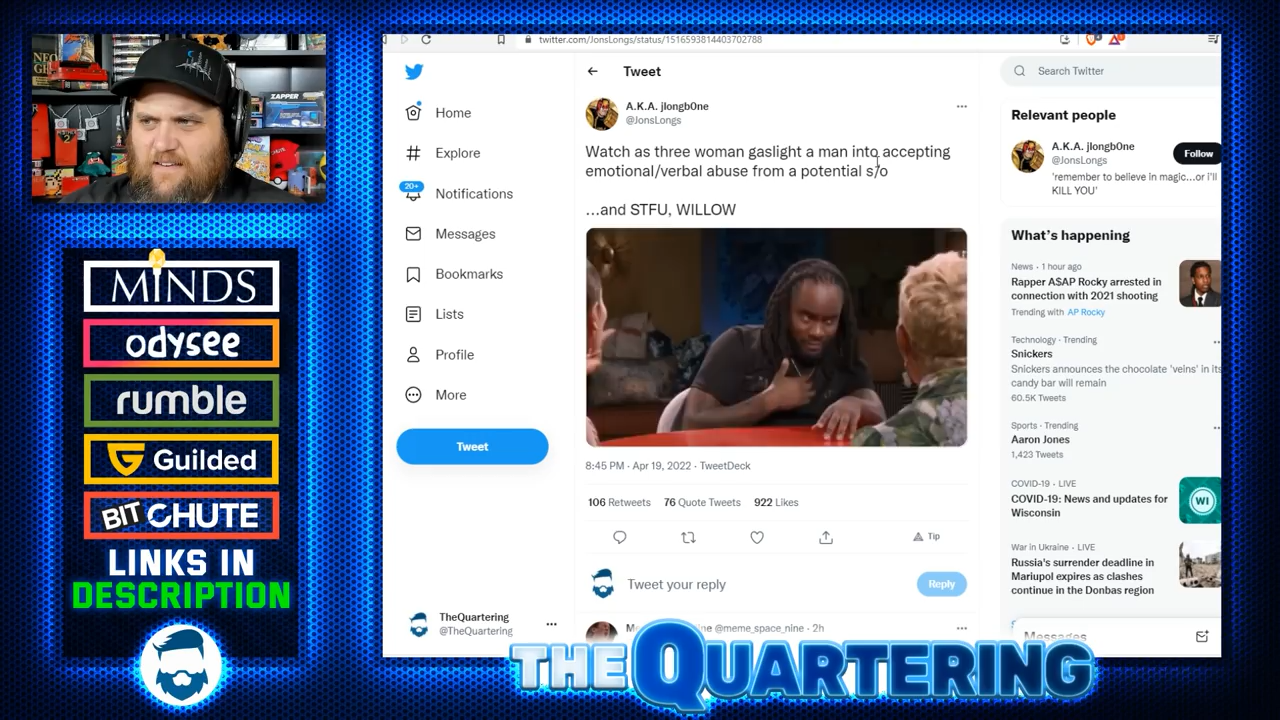 MINDS
odysee
rumble
Guilded
BITCHUTE
LINKS IN
DESCRIPTION
ZAPPER
twitter.com/JonsLongs/status/1516593814403702788
Home
Explore
20+
Notifications
Messages
Bookmarks
Lists
Profile
More
Tweet
TheQuartering
@TheQuartering
Tweet
A.K.A. jlongb0ne
@JonsLongs
Watch as three woman gaslight a man into accepting
emotional/verbal abuse from a potential s/o
...and STFU, WILLOW
8:45 PM · Apr 19, 2022 · TweetDeck
106 Retweets 76 Quote Tweets 922 Likes
Tip
Tweet your reply
Reply
@meme_space_nine · 2h
Search Twitter
Relevant people
A.K.A. jlongb0ne
@JonsLongs
Follow
'remember to believe in magic...or i'll
KILL YOU'
What's happening
News · 1 hour ago
Rapper A$AP Rocky arrested in
connection with 2021 shooting
Trending with AP Rocky
Technology · Trending
Snickers
Snickers announces the chocolate 'veins' in its
candy bar will remain
60.5K Tweets
Sports · Trending
Aaron Jones
1,423 Tweets
COVID-19 · LIVE
COVID-19: News and updates for
Wisconsin
WI
War in Ukraine · LIVE
Russia's surrender deadline in
Mariupol expires as clashes
continue in the Donbas region
Messages
THE QUARTERING